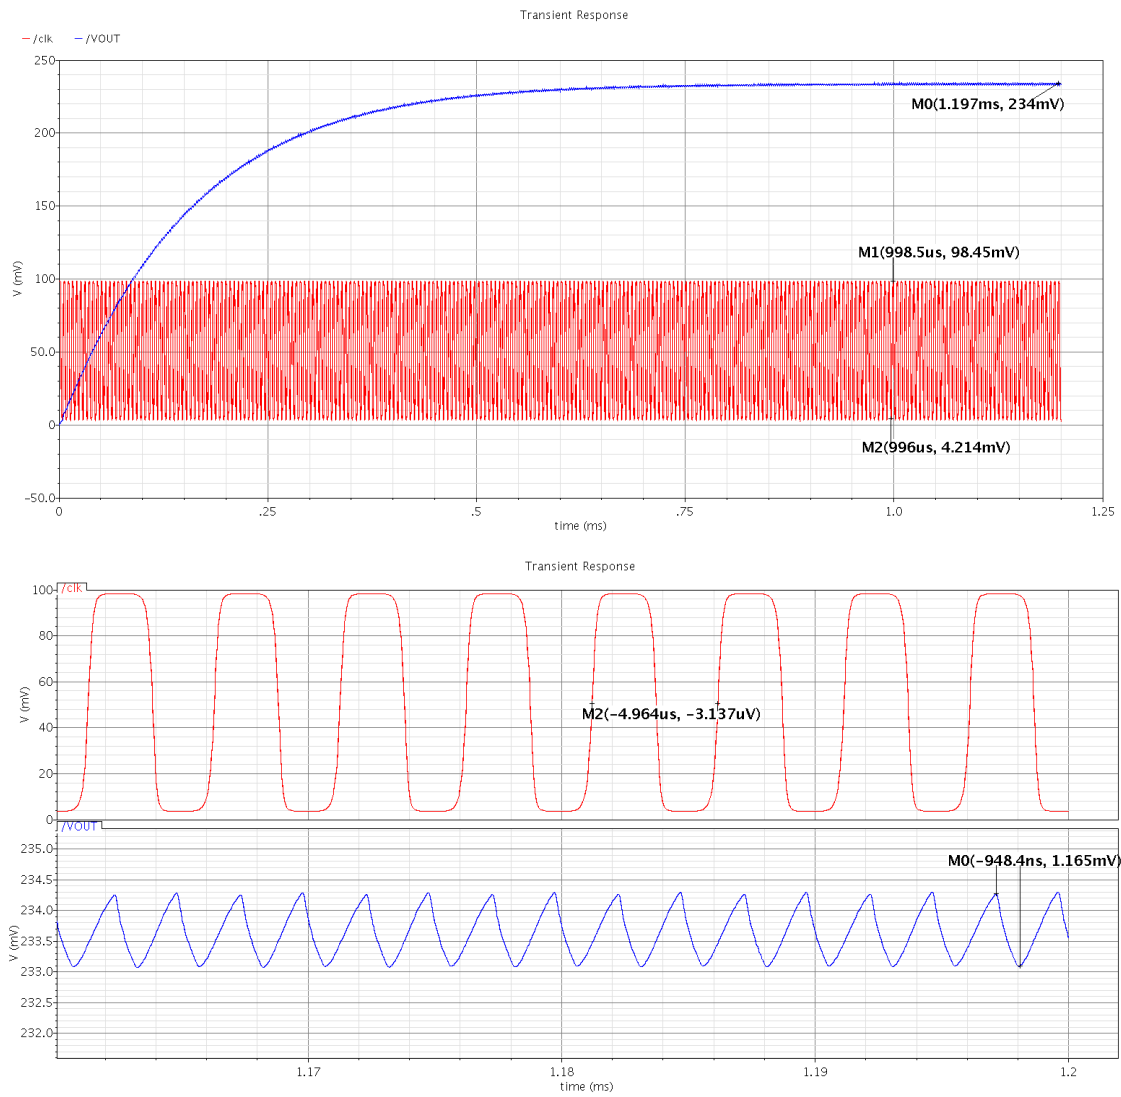 Transient Response
/clk /VOUT
250
200
150
100
50.0
0
-50.0
V (mV)
M0(1.197ms, 234mV)
M1(998.5us, 98.45mV)
M2(996us, 4.214mV)
0 .25 .5 .75 1.0 1.25
time (ms)
Transient Response
/clk
100
80
60
40
20
0
V (mV)
M2(-4.964us, -3.137uV)
/VOUT
235.0
234.5
234.0
233.5
233.0
232.5
232.0
V (mV)
M0(-948.4ns, 1.165mV)
1.17 1.18 1.19 1.2
time (ms)